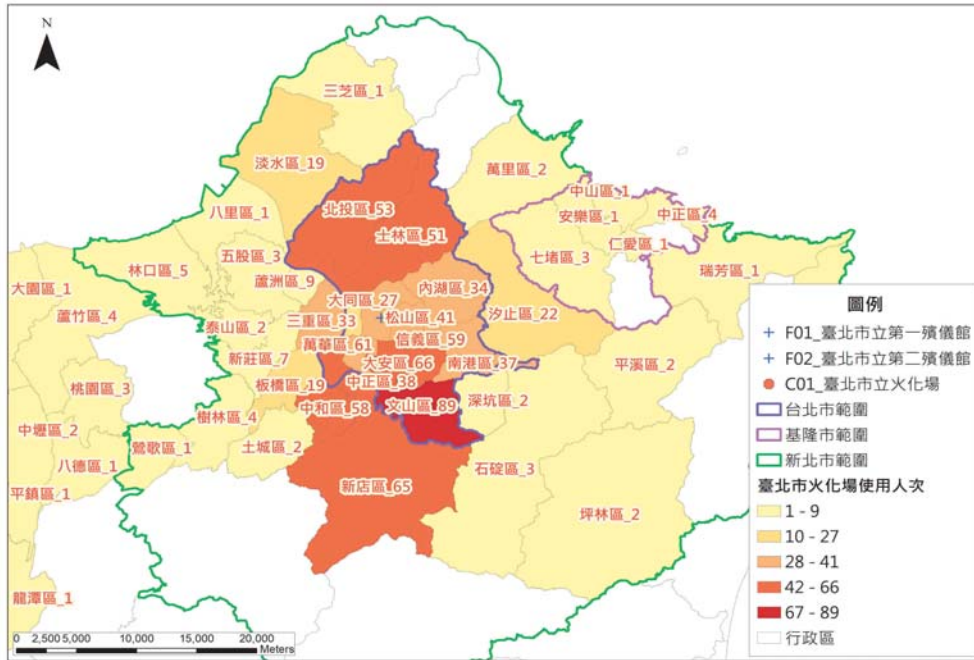 N
三芝區_1
淡水區_19
萬里區_2
中山區_1
北投區_53
安樂區_1
中正區_4
八里區_1
士林區_51
仁愛區_1
五股區_3
七堵區_3
林口區_5
瑞芳區_1
大園區_1
蘆洲區_9
大同區_27
內湖區_34
蘆竹區_4
松山區_41
汐止區_22
泰山區_2
三重區_33
信義區_59
萬華區_61
新莊區_7
大安區_66
南港區_37
平溪區_2
桃園區_3
板橋區_19
中正區_38
樹林區_4
中和區_58
文山區_89
深坑區_2
中壢區_2
鶯歌區_1
土城區_2
八德區_1
石碇區_3
平鎮區_1
新店區_65
坪林區_2
龍潭區_1
圖例
F01_臺北市立第一殯儀館
F02_臺北市立第二殯儀館
C01_臺北市立火化場
台北市範圍
基隆市範圍
新北市範圍
臺北市火化場使用人次
1 - 9
10 - 27
28 - 41
42 - 66
67 - 89
行政區
0 2,500 5,000 10,000 15,000 20,000
Meters